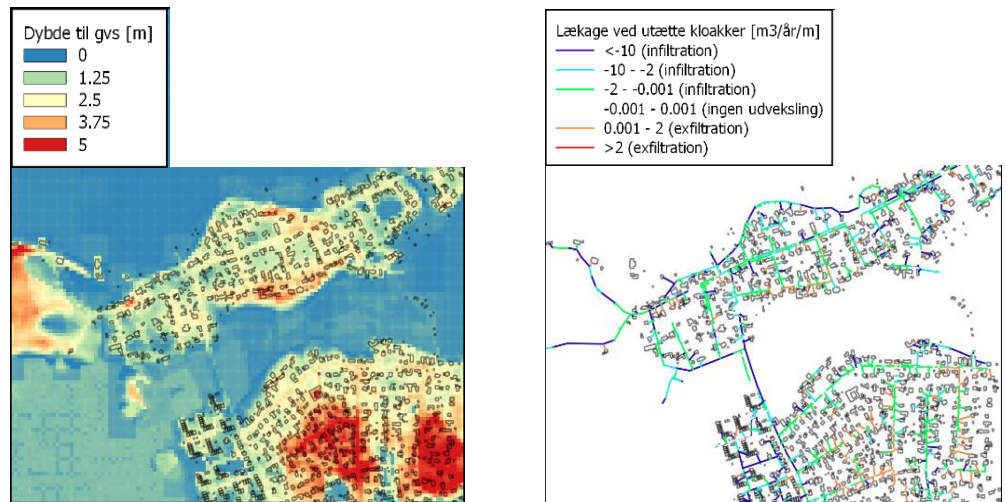 Dybde til gvs [m]
0
1.25
2.5
3.75
5
Lækage ved utætte kloakker [m3/år/m]
<-10 (infiltration)
-10 - -2 (infiltration)
-2 - -0.001 (infiltration)
-0.001 - 0.001 (ingen udveksling)
0.001 - 2 (exfiltration)
>2 (exfiltration)